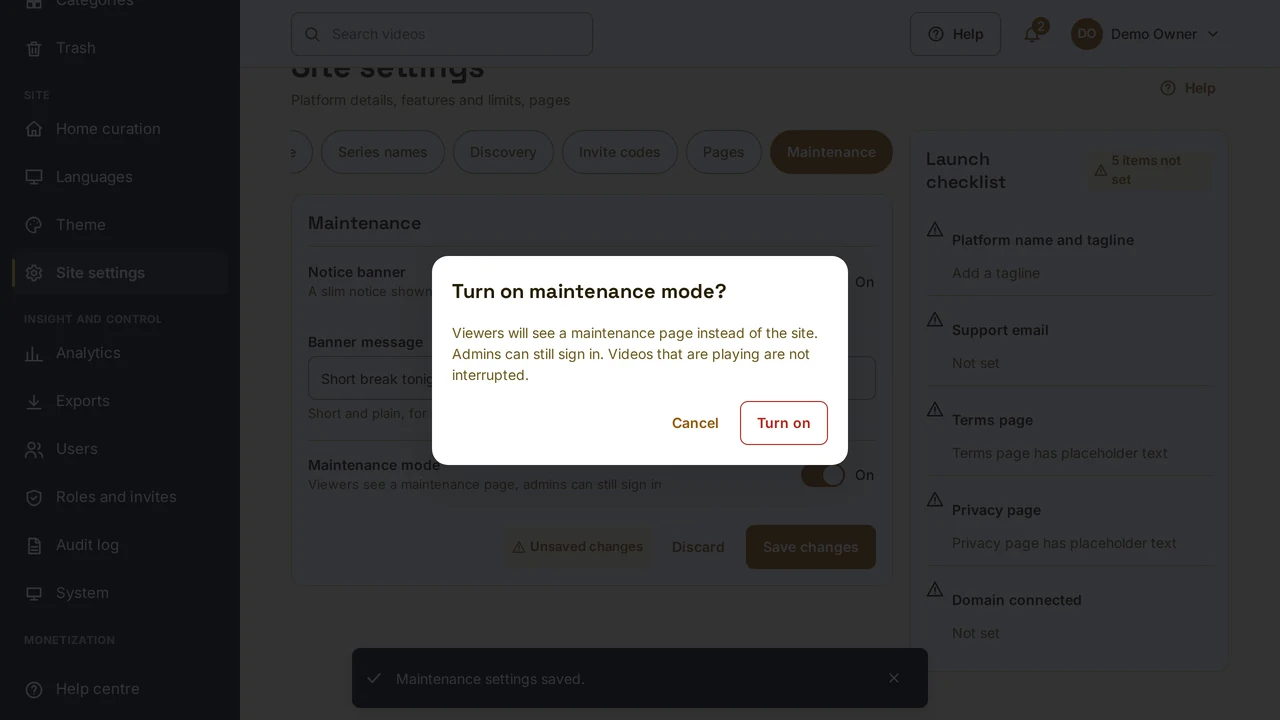 Categories
Trash
SITE
Home curation
Languages
Theme
Site settings
INSIGHT AND CONTROL
Analytics
Exports
Users
Roles and invites
Audit log
System
MONETIZATION
Help centre
Search videos
Help
2
DO
Demo Owner
Site settings
Platform details, features and limits, pages
Help
e
Series names
Discovery
Invite codes
Pages
Maintenance
Maintenance
Notice banner
A slim notice shown
On
Banner message
Short break tonig
Short and plain, for
Maintenance mode
Viewers see a maintenance page, admins can still sign in
On
Unsaved changes
Discard
Save changes
Turn on maintenance mode?
Viewers will see a maintenance page instead of the site.
Admins can still sign in. Videos that are playing are not
interrupted.
Cancel
Turn on
Launch
checklist
5 items not
set
Platform name and tagline
Add a tagline
Support email
Not set
Terms page
Terms page has placeholder text
Privacy page
Privacy page has placeholder text
Domain connected
Not set
Maintenance settings saved.